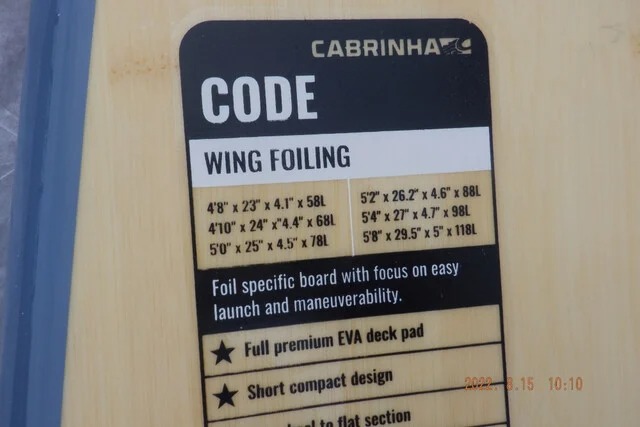 CABRINHA
CODE
WING FOILING
4'8" x 23" x 4.1" x 58L
4'10" x 24" x"4.4" x 68L
5'0" x 25" x 4.5" x 78L
5'2" x 26.2" x 4.6" x 88L
5'4" x 27" x 4.7" x 98L
5'8" x 29.5" x 5" x 118L
Foil specific board with focus on easy
launch and maneuverability.
Full premium EVA deck pad
Short compact design
to flat section
10:10